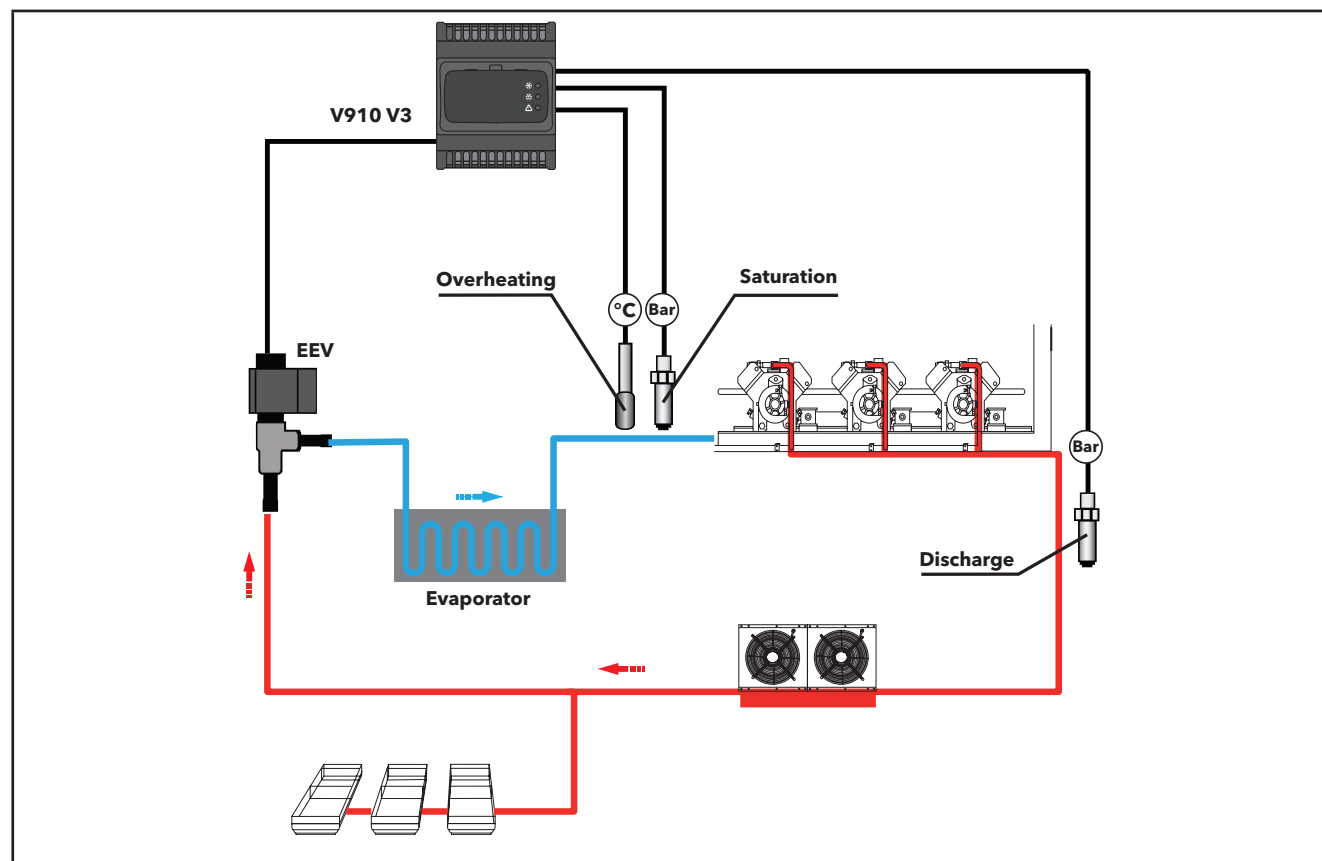 V910 V3
Overheating
Saturation
°C
Bar
EEV
Bar
Discharge
Evaporator